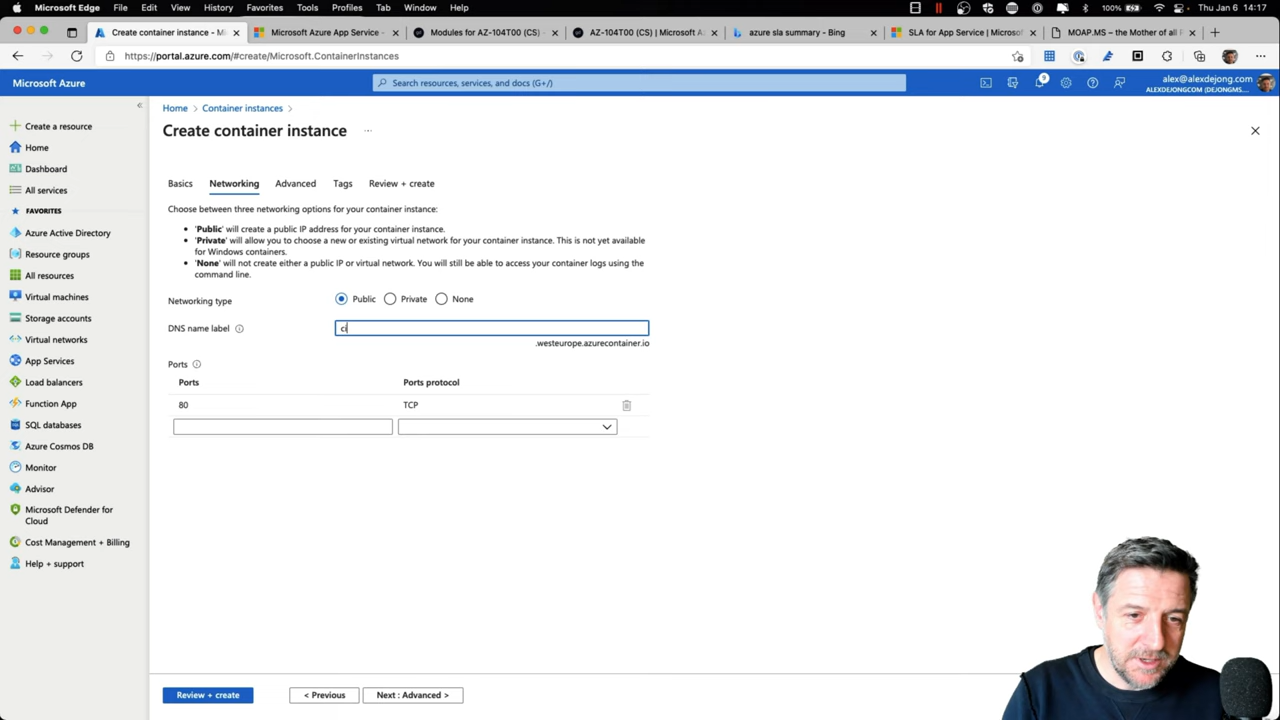 Microsoft Edge File Edit View History Favorites Tools Profiles Tab Window Help
100% Thu Jan 6 14:17
Create container instance - M
Microsoft Azure App Service -
Modules for AZ-104T00 (CS) -
AZ-104T00 (CS) | Microsoft Az
azure sla summary - Bing
SLA for App Service | Microsof
MOAP.MS – the Mother of all P
https://portal.azure.com/#create/Microsoft.ContainerInstances
Microsoft Azure
Search resources, services, and docs (G+/)
9
alex@alexdejong.com
ALEXDEJONGCOM (DEJONGMS....
Create a resource
Home
Dashboard
All services
FAVORITES
Azure Active Directory
Resource groups
All resources
Virtual machines
Storage accounts
Virtual networks
App Services
Load balancers
Function App
SQL databases
Azure Cosmos DB
Monitor
Advisor
Microsoft Defender for
Cloud
Cost Management + Billing
Help + support
Home > Container instances >
Create container instance ...
Basics Networking Advanced Tags Review + create
Choose between three networking options for your container instance:
• 'Public' will create a public IP address for your container instance.
• 'Private' will allow you to choose a new or existing virtual network for your container instance. This is not yet available
for Windows containers.
• 'None' will not create either a public IP or virtual network. You will still be able to access your container logs using the
command line.
Networking type Public Private None
DNS name label ci
.westeurope.azurecontainer.io
Ports
Ports Ports protocol
80 TCP
Review + create < Previous Next : Advanced >